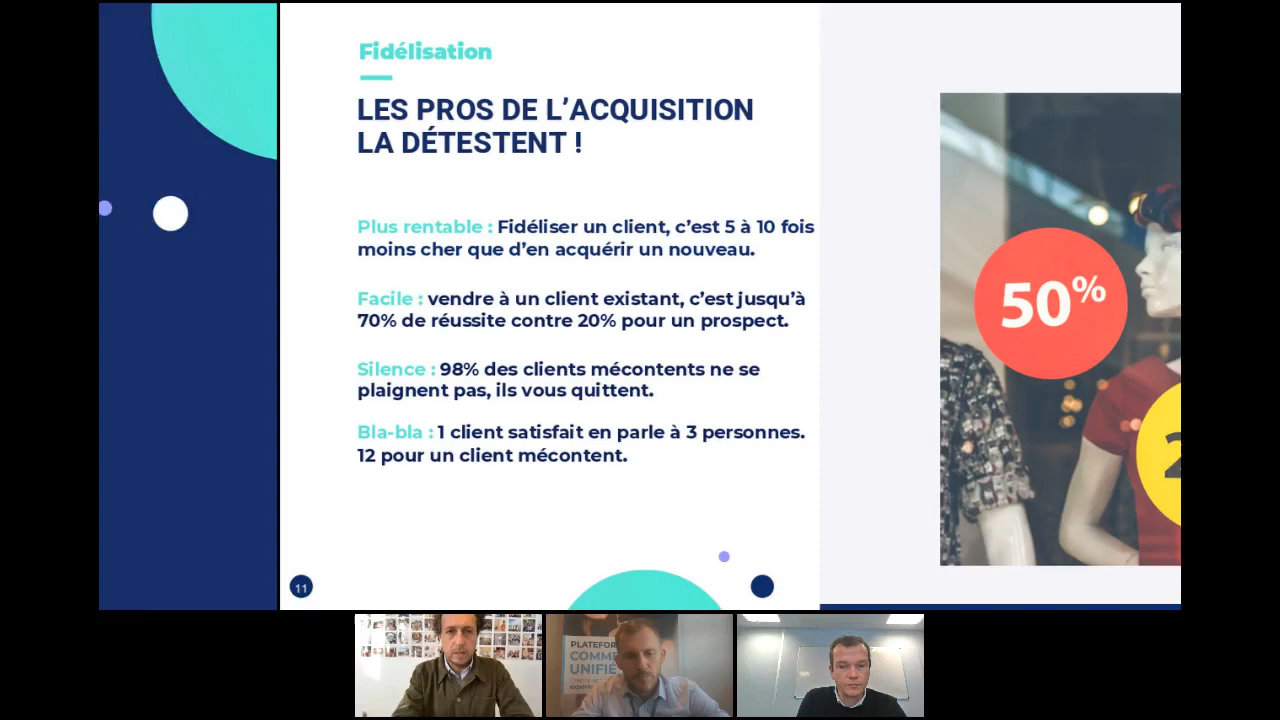 Fidélisation
LES PROS DE L’ACQUISITION
LA DÉTESTENT !
Plus rentable : Fidéliser un client, c’est 5 à 10 fois
moins cher que d’en acquérir un nouveau.
Facile : vendre à un client existant, c’est jusqu’à
70% de réussite contre 20% pour un prospect.
Silence : 98% des clients mécontents ne se
plaignent pas, ils vous quittent.
Bla-bla : 1 client satisfait en parle à 3 personnes.
12 pour un client mécontent.
50%
2
11
PLATEFOR
COMME
UNIFIÉ